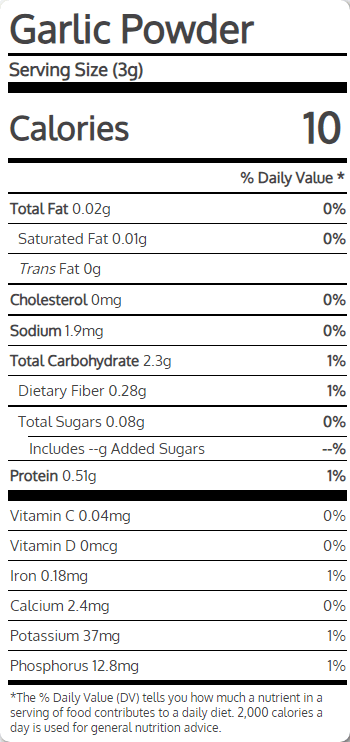 Garlic Powder
Serving Size (3g)
Calories 10
% Daily Value *
Total Fat 0.02g 0%
Saturated Fat 0.01g 0%
Trans Fat 0g
Cholesterol 0mg 0%
Sodium 1.9mg 0%
Total Carbohydrate 2.3g 1%
Dietary Fiber 0.28g 1%
Total Sugars 0.08g 0%
Includes --g Added Sugars --%
Protein 0.51g 1%
Vitamin C 0.04mg 0%
Vitamin D 0mcg 0%
Iron 0.18mg 1%
Calcium 2.4mg 0%
Potassium 37mg 1%
Phosphorus 12.8mg 1%
*The % Daily Value (DV) tells you how much a nutrient in a
serving of food contributes to a daily diet. 2,000 calories a
day is used for general nutrition advice.